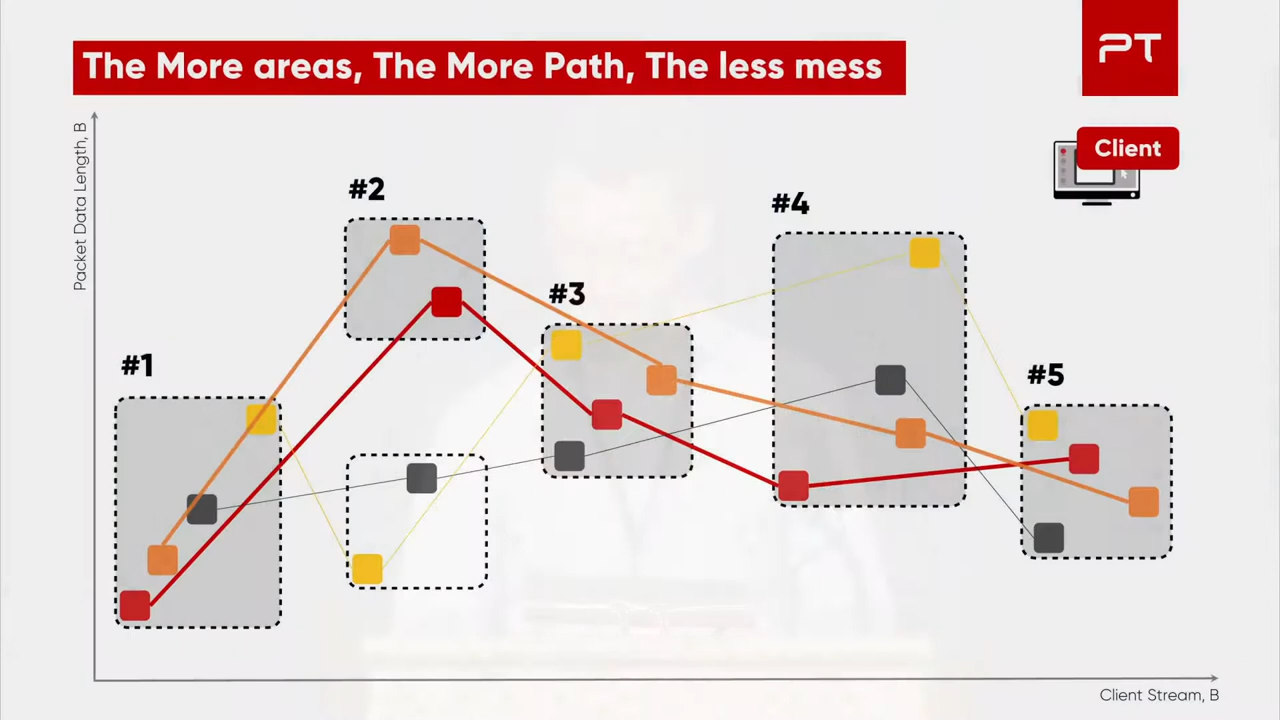 The More areas, The More Path, The less mess
PT
Packet Data Length, B
Client
#2
#4
#3
#1
#5
Client Stream, B